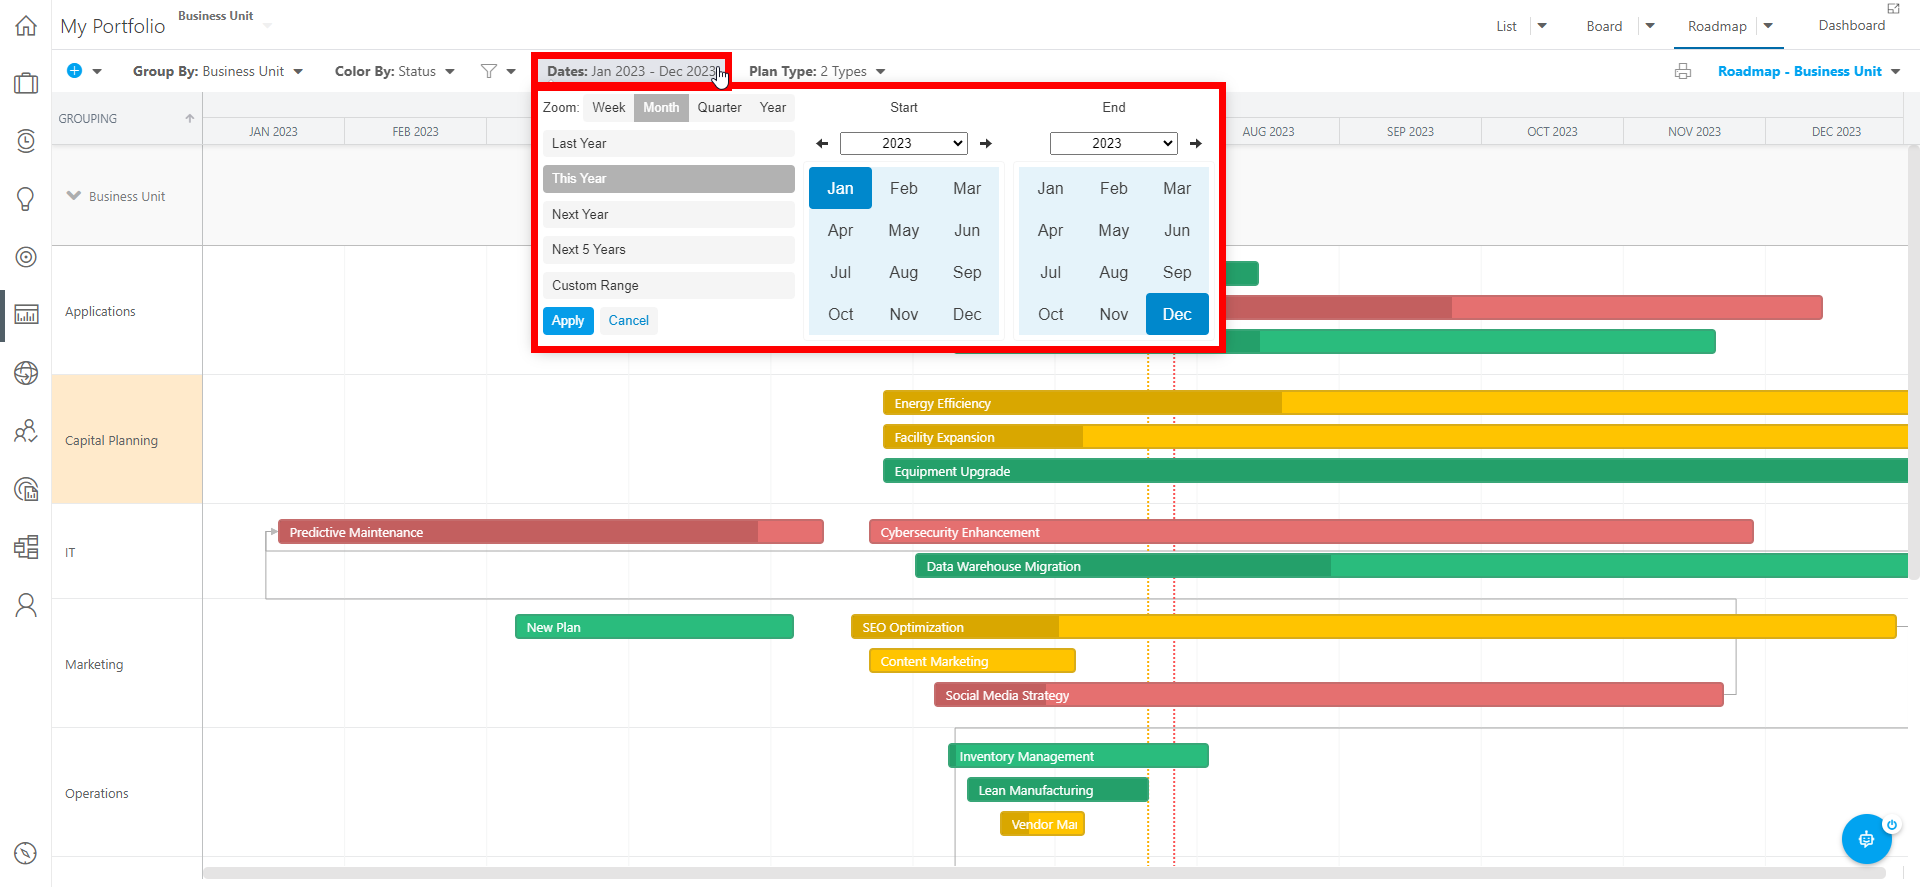 My Portfolio
Business Unit
List
Board
Roadmap
Dashboard
Group By: Business Unit
Color By: Status
Dates: Jan 2023 - Dec 2023
Plan Type: 2 Types
Roadmap - Business Unit
GROUPING
JAN 2023
FEB 2023
AUG 2023
SEP 2023
OCT 2023
NOV 2023
DEC 2023
Zoom:
Week
Month
Quarter
Year
Last Year
This Year
Next Year
Next 5 Years
Custom Range
Apply
Cancel
Start
2023
Jan Feb Mar
Apr May Jun
Jul Aug Sep
Oct Nov Dec
End
2023
Jan Feb Mar
Apr May Jun
Jul Aug Sep
Oct Nov Dec
Business Unit
Applications
Capital Planning
Energy Efficiency
Facility Expansion
Equipment Upgrade
IT
Predictive Maintenance
Cybersecurity Enhancement
Data Warehouse Migration
Marketing
New Plan
SEO Optimization
Content Marketing
Social Media Strategy
Operations
Inventory Management
Lean Manufacturing
Vendor Mai